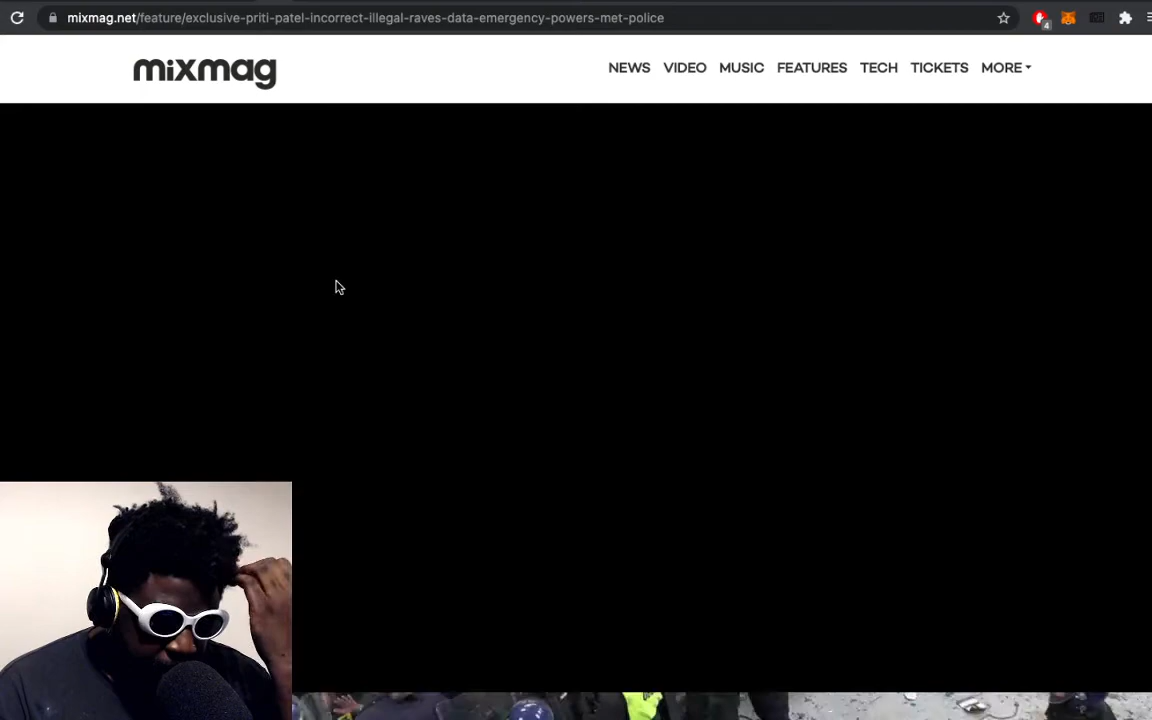 mixmag.net/feature/exclusive-priti-patel-incorrect-illegal-raves-data-emergency-powers-met-police
4
mixmag
NEWS VIDEO MUSIC FEATURES TECH TICKETS MORE